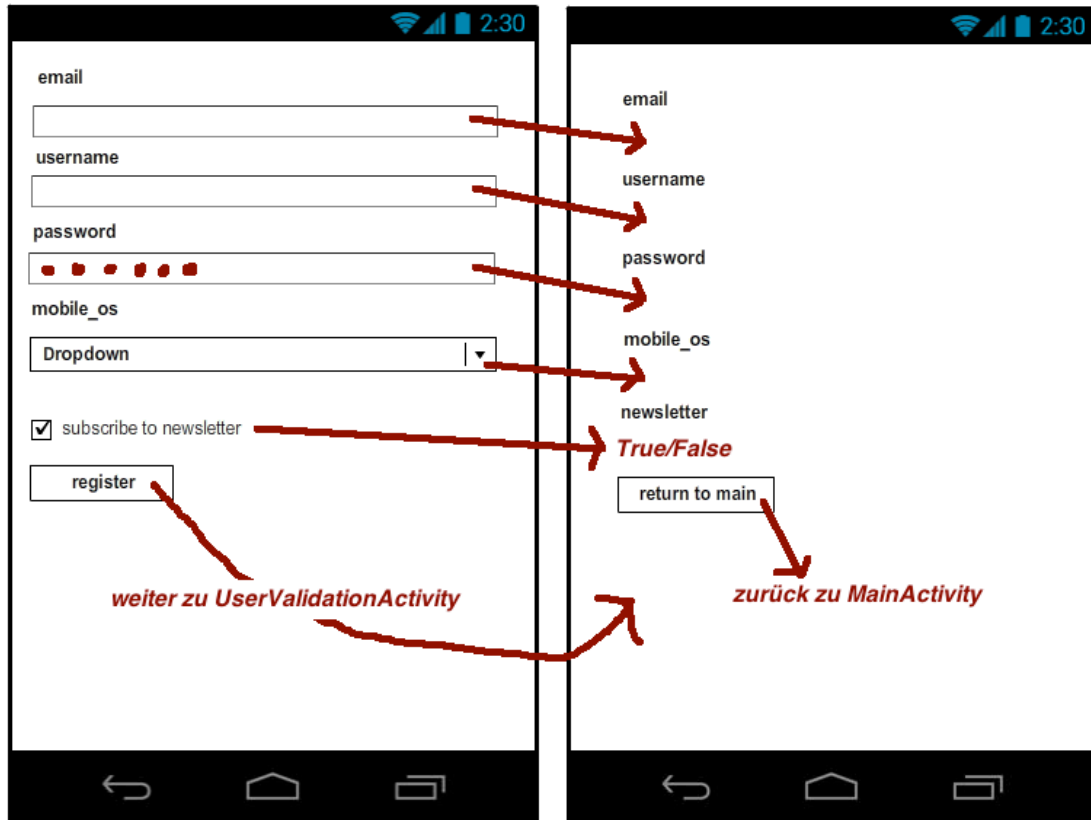 2:30
email
username
password
mobile_os
Dropdown
subscribe to newsletter
register
weiter zu UserValidationActivity
2:30
email
username
password
mobile_os
newsletter
True/False
return to main
zurück zu MainActivity